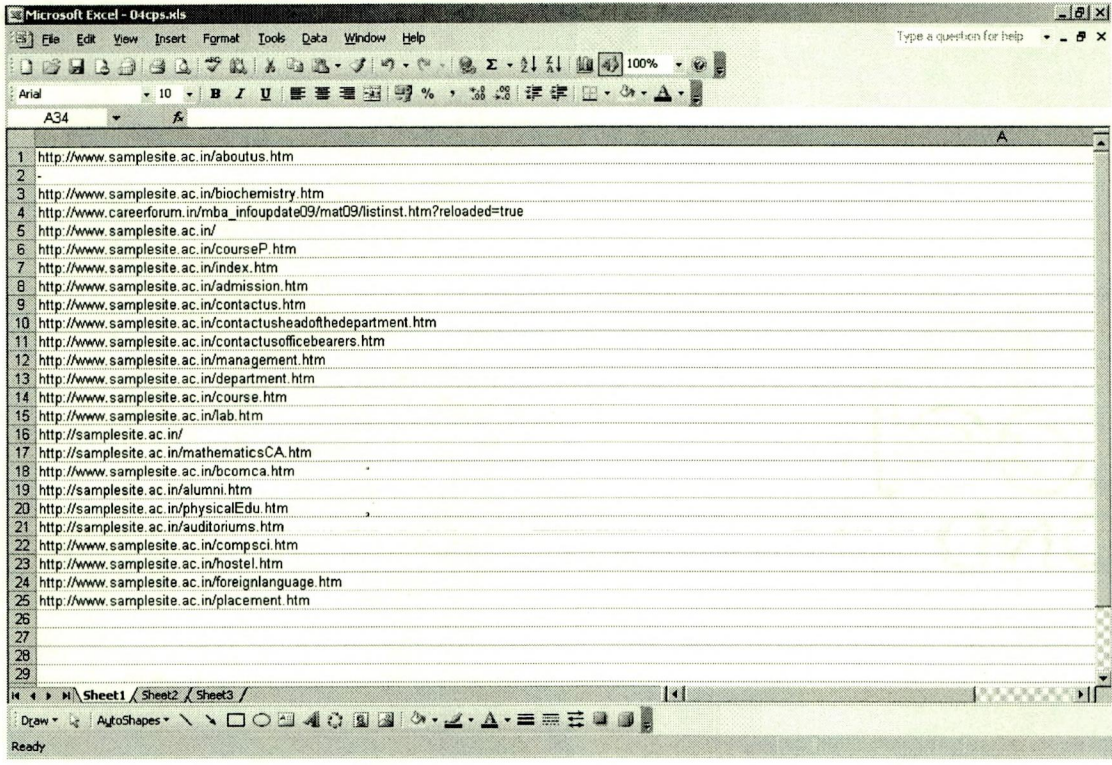 Microsoft Excel - 04cps.xls
File Edit View Insert Format Tools Data Window Help Type a question for help
100%
Arial 10 B I U % ,
A34 fx
A
1 http://www.samplesite.ac.in/aboutus.htm
2 -
3 http://www.samplesite.ac.in/biochemistry.htm
4 http://www.careerforum.in/mba_infoupdate09/mat09/listinst.htm?reloaded=true
5 http://www.samplesite.ac.in/
6 http://www.samplesite.ac.in/courseP.htm
7 http://www.samplesite.ac.in/index.htm
8 http://www.samplesite.ac.in/admission.htm
9 http://www.samplesite.ac.in/contactus.htm
10 http://www.samplesite.ac.in/contactusheadofthedepartment.htm
11 http://www.samplesite.ac.in/contactusofficebearers.htm
12 http://www.samplesite.ac.in/management.htm
13 http://www.samplesite.ac.in/department.htm
14 http://www.samplesite.ac.in/course.htm
15 http://www.samplesite.ac.in/lab.htm
16 http://samplesite.ac.in/
17 http://samplesite.ac.in/mathematicsCA.htm
18 http://www.samplesite.ac.in/bcomca.htm
19 http://samplesite.ac.in/alumni.htm
20 http://samplesite.ac.in/physicalEdu.htm
21 http://samplesite.ac.in/auditoriums.htm
22 http://www.samplesite.ac.in/compsci.htm
23 http://www.samplesite.ac.in/hostel.htm
24 http://www.samplesite.ac.in/foreignlanguage.htm
25 http://www.samplesite.ac.in/placement.htm
26
27
28
29
Sheet1 Sheet2 Sheet3
Draw AutoShapes
Ready